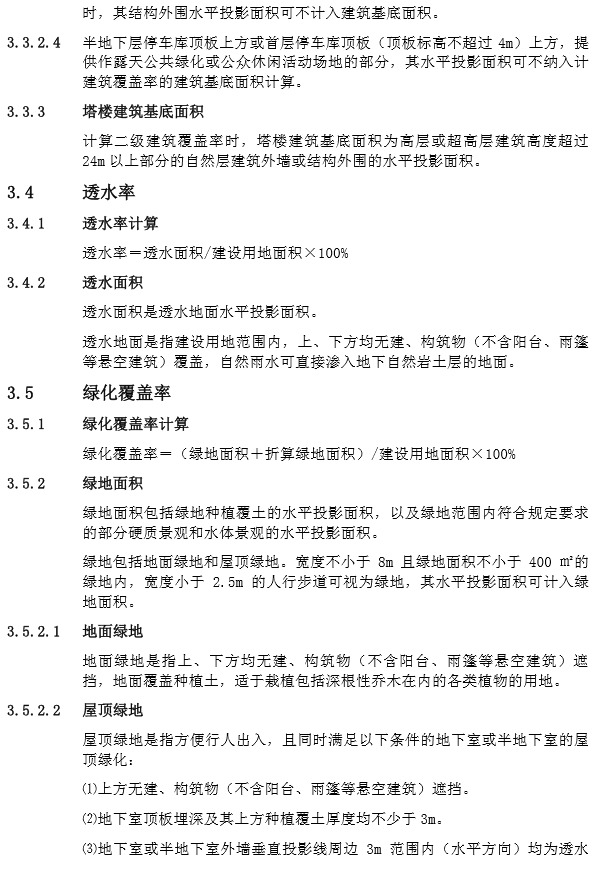 时，其结构外围水平投影面积可不计入建筑基底面积。
3.3.2.4 半地下层停车库顶板上方或首层停车库顶板（顶板标高不超过 4m）上方，提
供作露天公共绿化或公众休闲活动场地的部分，其水平投影面积可不纳入计
建筑覆盖率的建筑基底面积计算。
3.3.3 塔楼建筑基底面积
计算二级建筑覆盖率时，塔楼建筑基底面积为高层或超高层建筑高度超过
24m 以上部分的自然层建筑外墙或结构外围的水平投影面积。
3.4 透水率
3.4.1 透水率计算
透水率＝透水面积/建设用地面积×100%
3.4.2 透水面积
透水面积是透水地面水平投影面积。
透水地面是指建设用地范围内，上、下方均无建、构筑物（不含阳台、雨篷
等悬空建筑）覆盖，自然雨水可直接渗入地下自然岩土层的地面。
3.5 绿化覆盖率
3.5.1 绿化覆盖率计算
绿化覆盖率＝（绿地面积＋折算绿地面积）/建设用地面积×100%
3.5.2 绿地面积
绿地面积包括绿地种植覆土的水平投影面积，以及绿地范围内符合规定要求
的部分硬质景观和水体景观的水平投影面积。
绿地包括地面绿地和屋顶绿地。宽度不小于 8m 且绿地面积不小于 400 ㎡的
绿地内，宽度小于 2.5m 的人行步道可视为绿地，其水平投影面积可计入绿
地面积。
3.5.2.1 地面绿地
地面绿地是指上、下方均无建、构筑物（不含阳台、雨篷等悬空建筑）遮
挡，地面覆盖种植土，适于栽植包括深根性乔木在内的各类植物的用地。
3.5.2.2 屋顶绿地
屋顶绿地是指方便行人出入，且同时满足以下条件的地下室或半地下室的屋
顶绿化：
⑴上方无建、构筑物（不含阳台、雨篷等悬空建筑）遮挡。
⑵地下室顶板埋深及其上方种植覆土厚度均不少于3m。
⑶地下室或半地下室外墙垂直投影线周边 3m 范围内（水平方向）均为透水